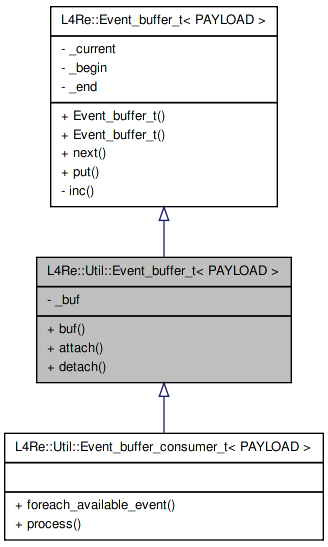 L4Re::Event_buffer_t< PAYLOAD >
- _current
- _begin
- _end
+ Event_buffer_t()
+ Event_buffer_t()
+ next()
+ put()
- inc()
L4Re::Util::Event_buffer_t< PAYLOAD >
- _buf
+ buf()
+ attach()
+ detach()
L4Re::Util::Event_buffer_consumer_t< PAYLOAD >
+ foreach_available_event()
+ process()